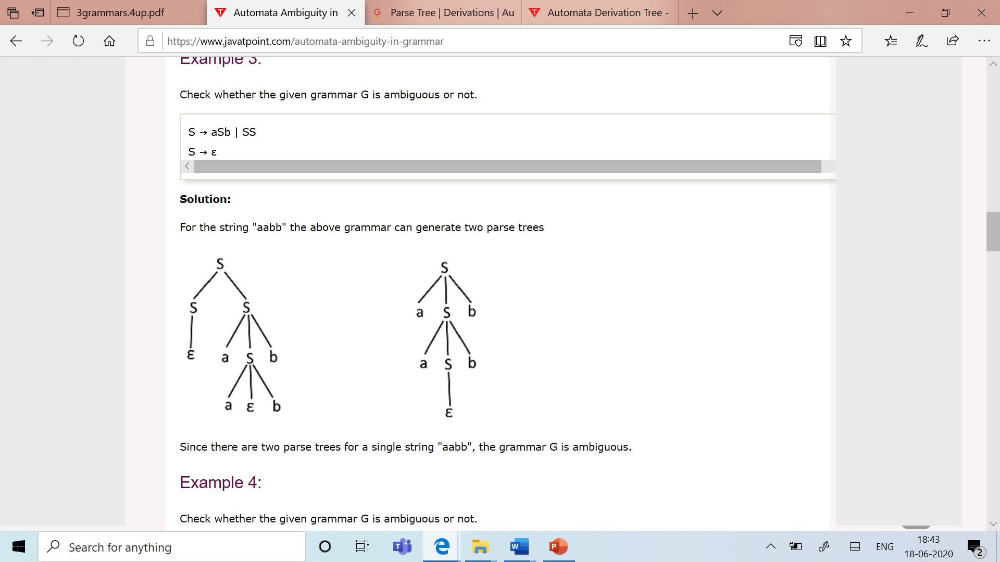 3grammars.4up.pdf
Automata Ambiguity in
Parse Tree | Derivations | Au
Automata Derivation Tree -
https://www.javatpoint.com/automata-ambiguity-in-grammar
Example 3:
Check whether the given grammar G is ambiguous or not.
S → aSb | SS
S → ε
Solution:
For the string "aabb" the above grammar can generate two parse trees
S
S S
ε a S b
a ε b
S
a S b
a S b
ε
Since there are two parse trees for a single string "aabb", the grammar G is ambiguous.
Example 4:
Check whether the given grammar G is ambiguous or not.
Search for anything
ENG
18:43
18-06-2020
2